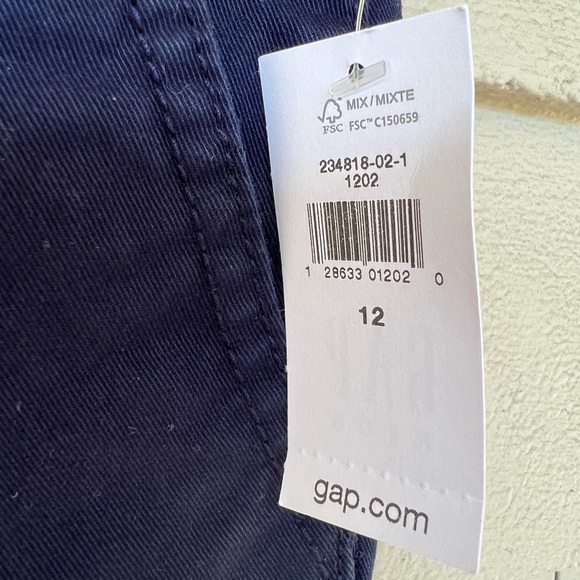 MIX / MIXTE
FSC FSC™ C150659
234818-02-1
1202
1 28633 01202 0
12
gap.com